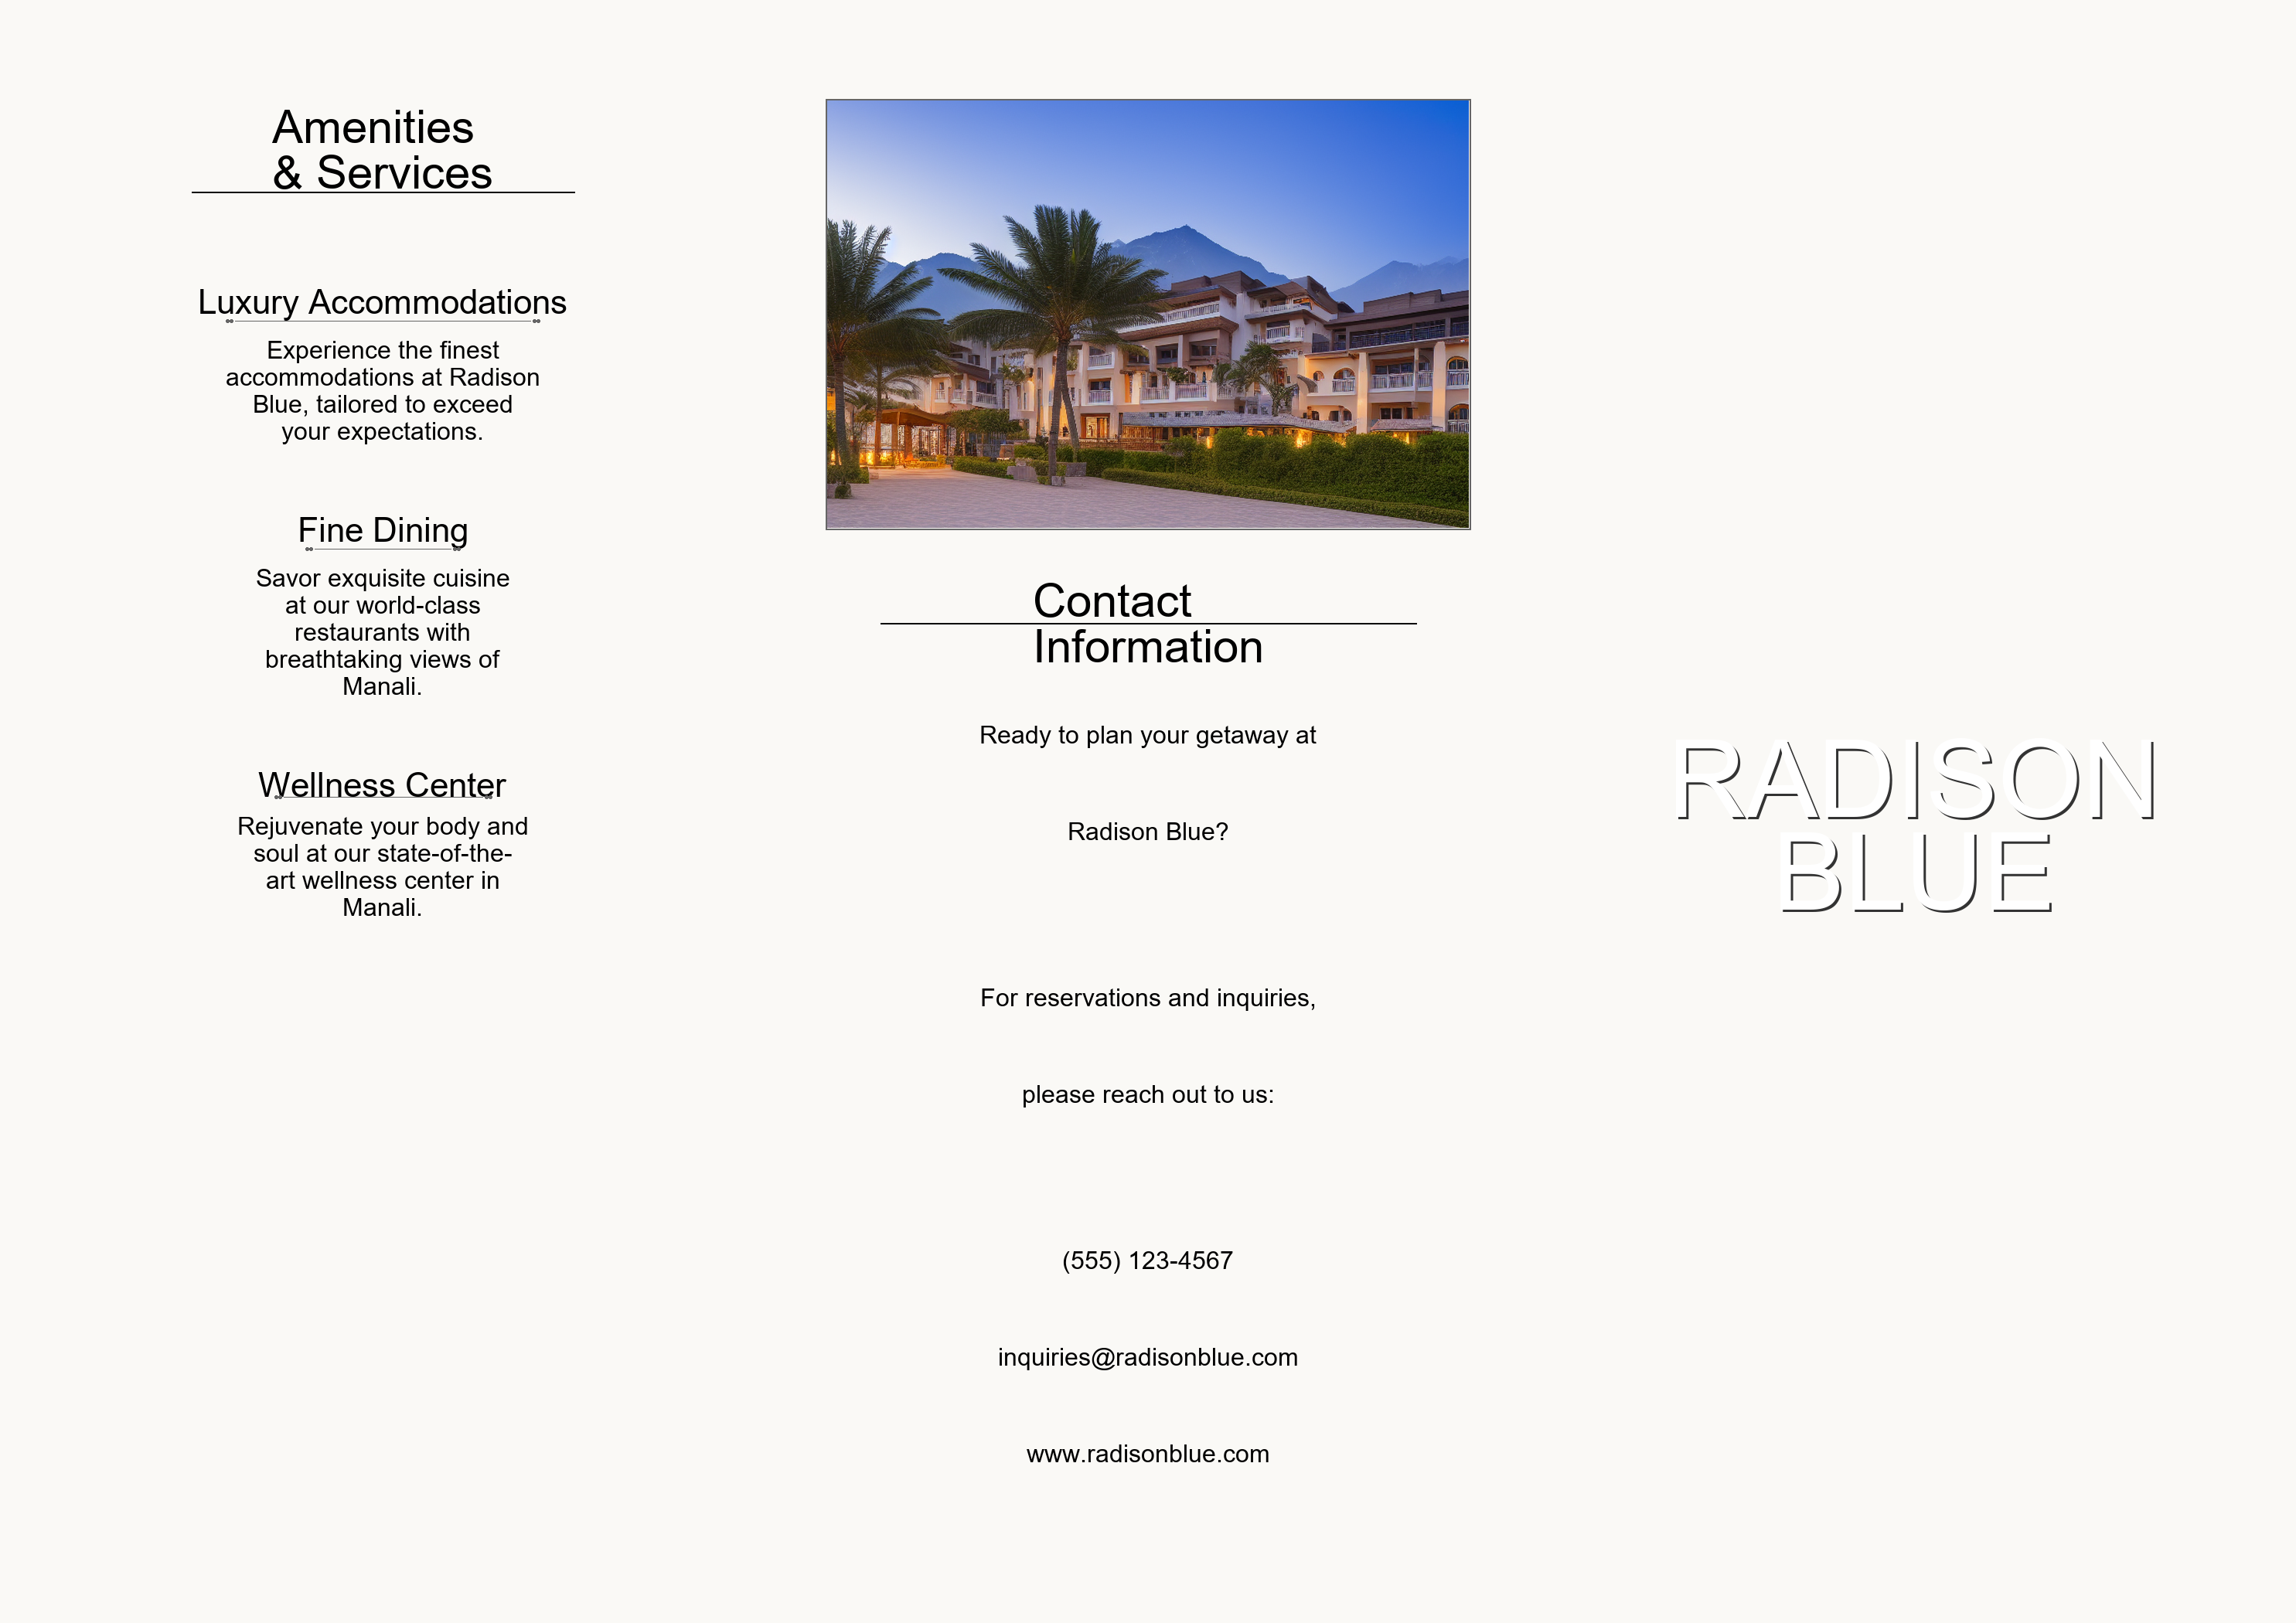 Amenities
& Services
Luxury Accommodations
Experience the finest
accommodations at Radison
Blue, tailored to exceed
your expectations.
Fine Dining
Savor exquisite cuisine
at our world-class
restaurants with
breathtaking views of
Manali.
Wellness Center
Rejuvenate your body and
soul at our state-of-the-
art wellness center in
Manali.
Contact
Information
Ready to plan your getaway at
Radison Blue?
For reservations and inquiries,
please reach out to us:
(555) 123-4567
inquiries@radisonblue.com
www.radisonblue.com
RADISON
BLUE